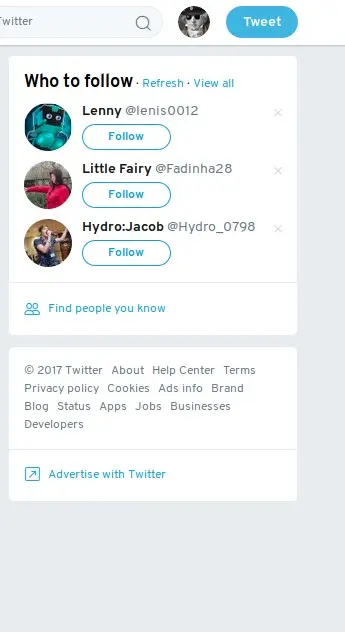 Twitter
Tweet
Who to follow · Refresh · View all
Lenny @lenis0012
Follow
Little Fairy @Fadinha28
Follow
Hydro:Jacob @Hydro_0798
Follow
Find people you know
© 2017 Twitter About Help Center Terms
Privacy policy Cookies Ads info Brand
Blog Status Apps Jobs Businesses
Developers
Advertise with Twitter